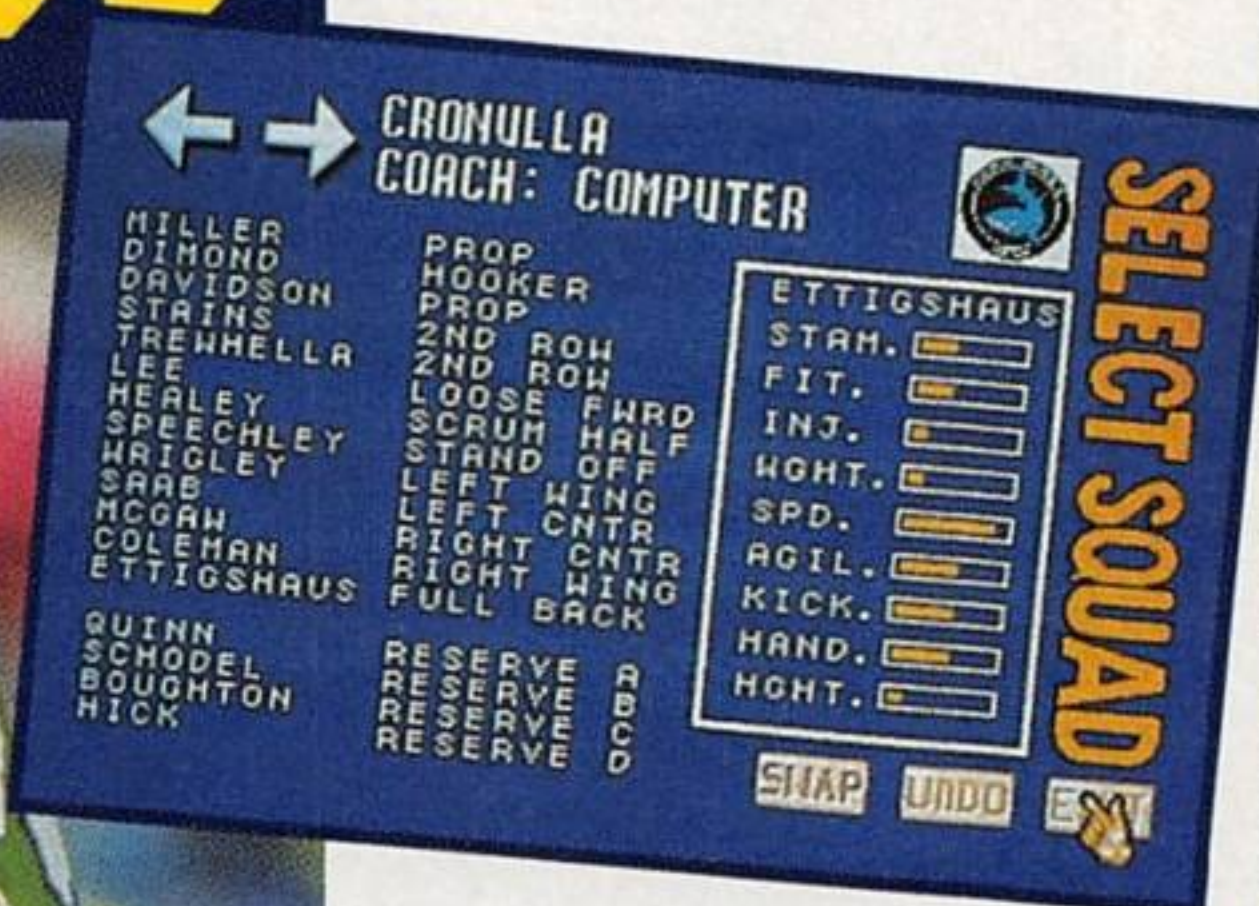 CRONULLA
COACH: COMPUTER
MILLER PROP
DIMOND HOOKER
DAVIDSON PROP
STAINS 2ND ROW
TREWHELLA 2ND ROW
LEE LOOSE FWRD
HEALEY SCRUM HALF
SPEECHLEY STAND OFF
WRIGLEY LEFT WING
SAAB LEFT CNTR
MCGAW RIGHT CNTR
COLEMAN RIGHT WING
ETTIGSHAUS FULL BACK
QUINN RESERVE A
SCHODEL RESERVE B
BOUGHTON RESERVE C
HICK RESERVE D
ETTIGSHAUS
STAM.
FIT.
INJ.
WGHT.
SPD.
AGIL.
KICK.
HAND.
HGHT.
SWAP UNDO
SELECT SQUAD